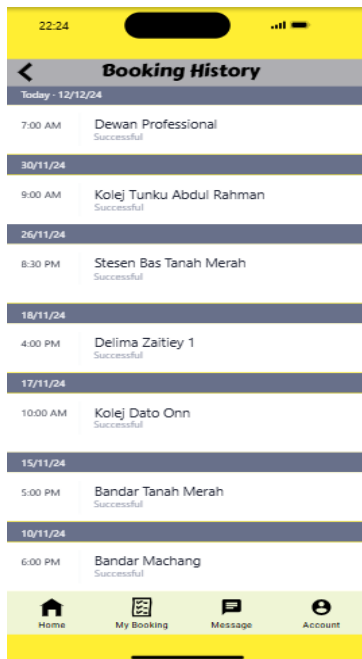 22:24
Booking History
Today - 12/12/24
7:00 AM Dewan Professional
Successful
30/11/24
9:00 AM Kolej Tunku Abdul Rahman
Successful
26/11/24
8:30 PM Stesen Bas Tanah Merah
Successful
18/11/24
4:00 PM Delima Zaitiey 1
Successful
17/11/24
10:00 AM Kolej Dato Onn
Successful
15/11/24
5:00 PM Bandar Tanah Merah
Successful
10/11/24
6:00 PM Bandar Machang
Successful
Home My Booking Message Account